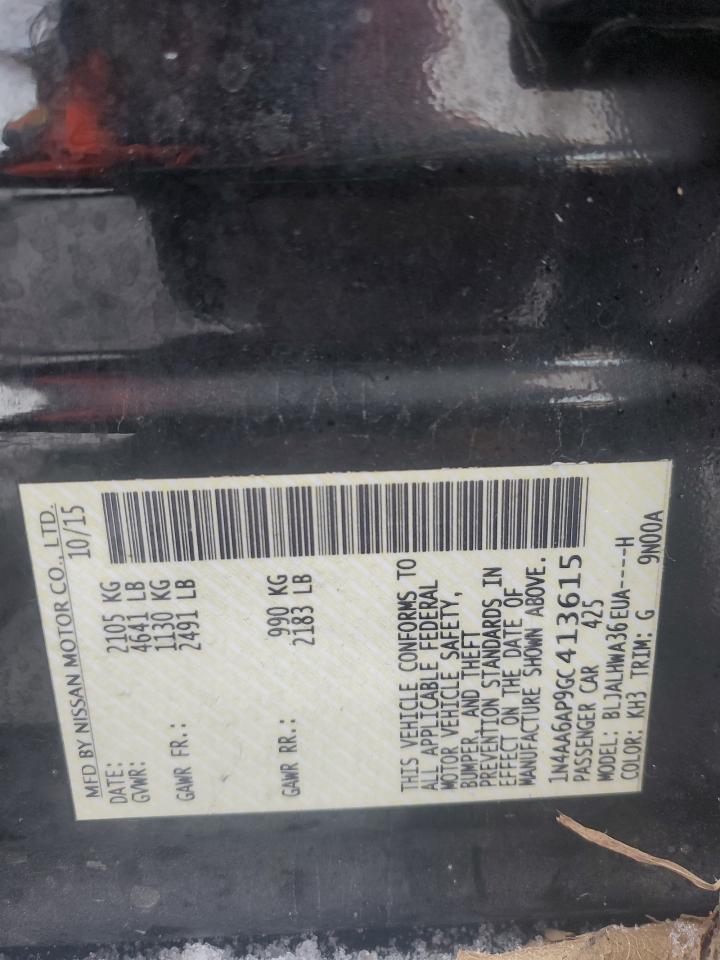 MFD BY NISSAN MOTOR CO., LTD.
DATE: 10/15
GVWR: 2105 KG
4641 LB
GAWR FR.: 1130 KG
2491 LB
GAWR RR.: 990 KG
2183 LB
THIS VEHICLE CONFORMS TO
ALL APPLICABLE FEDERAL
MOTOR VEHICLE SAFETY,
BUMPER, AND THEFT
PREVENTION STANDARDS IN
EFFECT ON THE DATE OF
MANUFACTURE SHOWN ABOVE.
1N4AA6AP9GC413615
PASSENGER CAR 425
MODEL: BLJALHWA36EUA----H
COLOR: KH3 TRIM: G 9N00A